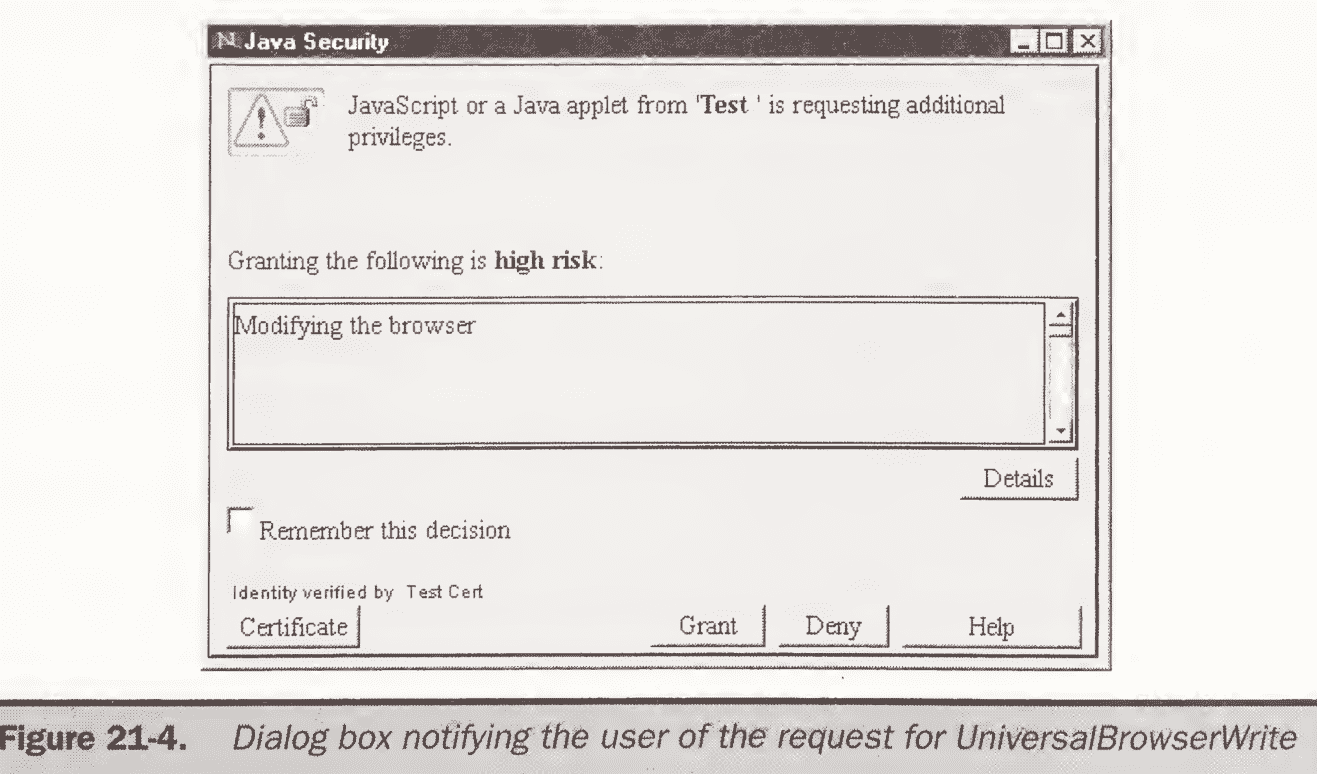 Java Security
JavaScript or a Java applet from 'Test ' is requesting additional
privileges.
Granting the following is high risk:
Modifying the browser
Details
Remember this decision
Identity verified by Test Cert
Certificate
Grant
Deny
Help
Figure 21-4. Dialog box notifying the user of the request for UniversalBrowserWrite